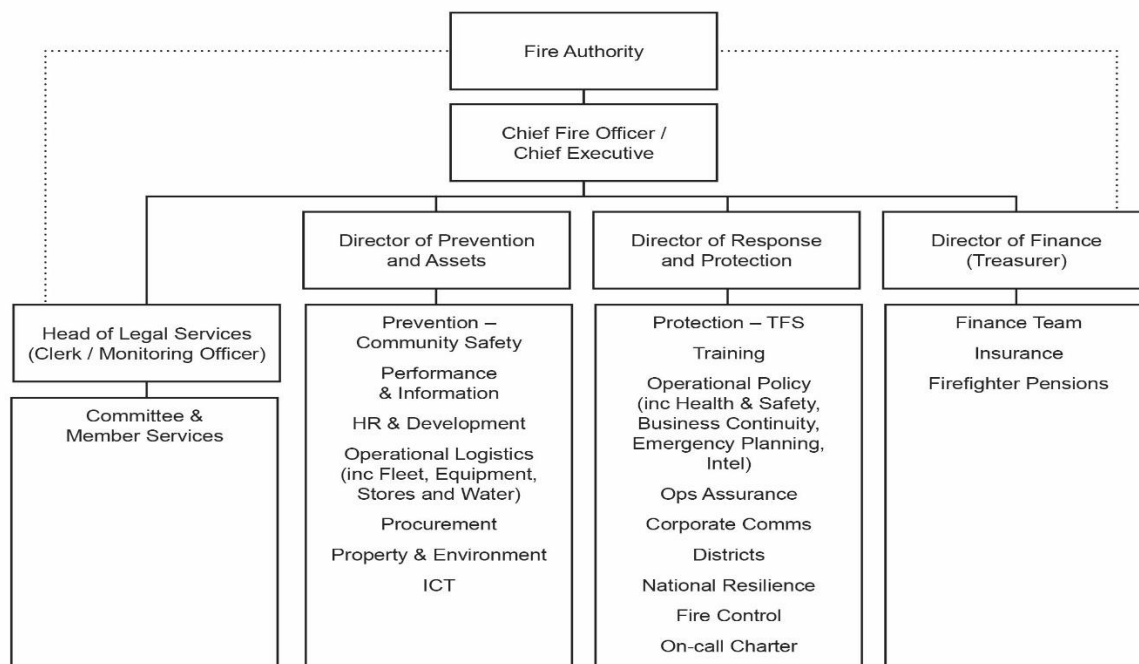 Fire Authority
Chief Fire Officer /
Chief Executive
Director of Prevention
and Assets
Director of Response
and Protection
Director of Finance
(Treasurer)
Head of Legal Services
(Clerk / Monitoring Officer)
Committee &
Member Services
Prevention –
Community Safety
Performance
& Information
HR & Development
Operational Logistics
(inc Fleet, Equipment,
Stores and Water)
Procurement
Property & Environment
ICT
Protection – TFS
Training
Operational Policy
(inc Health & Safety,
Business Continuity,
Emergency Planning,
Intel)
Ops Assurance
Corporate Comms
Districts
National Resilience
Fire Control
On-call Charter
Finance Team
Insurance
Firefighter Pensions